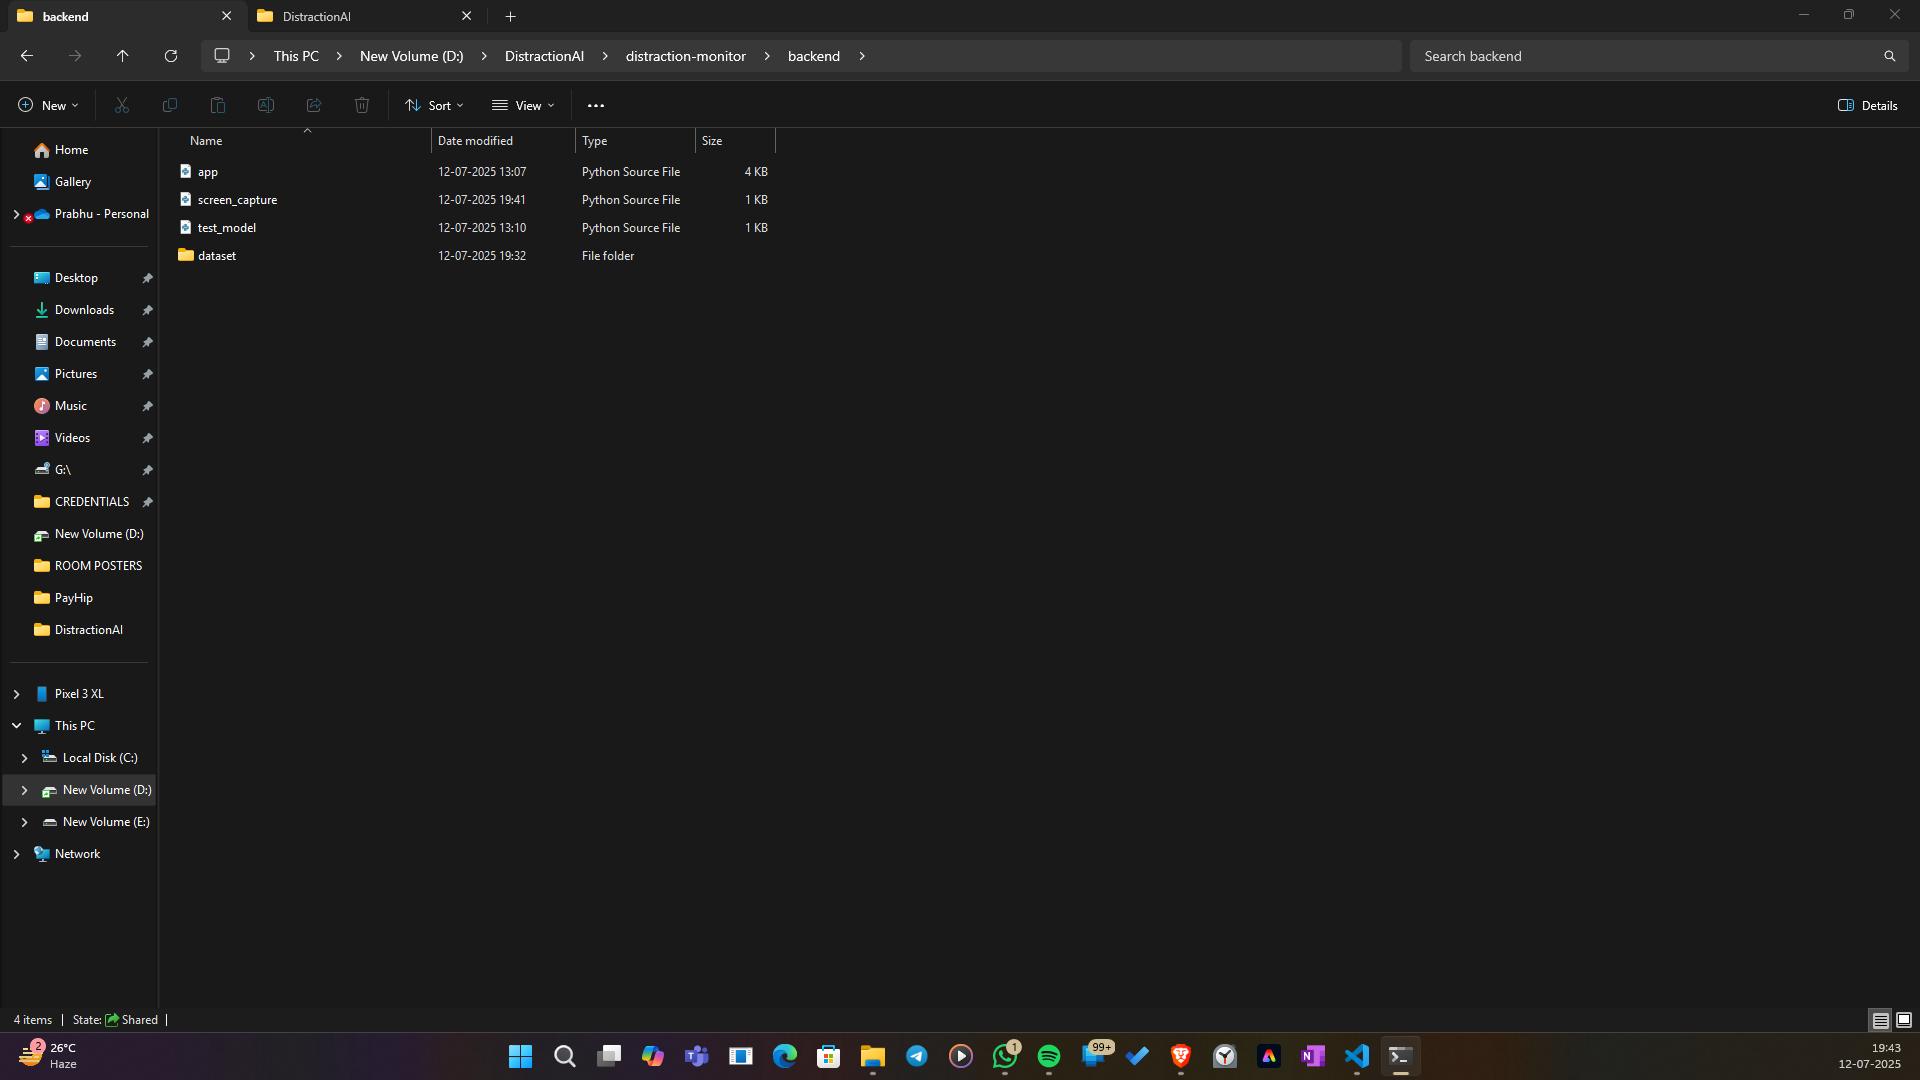 backend
DistractionAI
This PC
New Volume (D:)
DistractionAI
distraction-monitor
backend
Search backend
New
Sort
View
Details
Name
Date modified
Type
Size
app 12-07-2025 13:07 Python Source File 4 KB
screen_capture 12-07-2025 19:41 Python Source File 1 KB
test_model 12-07-2025 13:10 Python Source File 1 KB
dataset 12-07-2025 19:32 File folder
Home
Gallery
Prabhu - Personal
Desktop
Downloads
Documents
Pictures
Music
Videos
G:\
CREDENTIALS
New Volume (D:)
ROOM POSTERS
PayHip
DistractionAI
Pixel 3 XL
This PC
Local Disk (C:)
New Volume (D:)
New Volume (E:)
Network
4 items
State: Shared
2
26°C
Haze
1
99+
19:43
12-07-2025